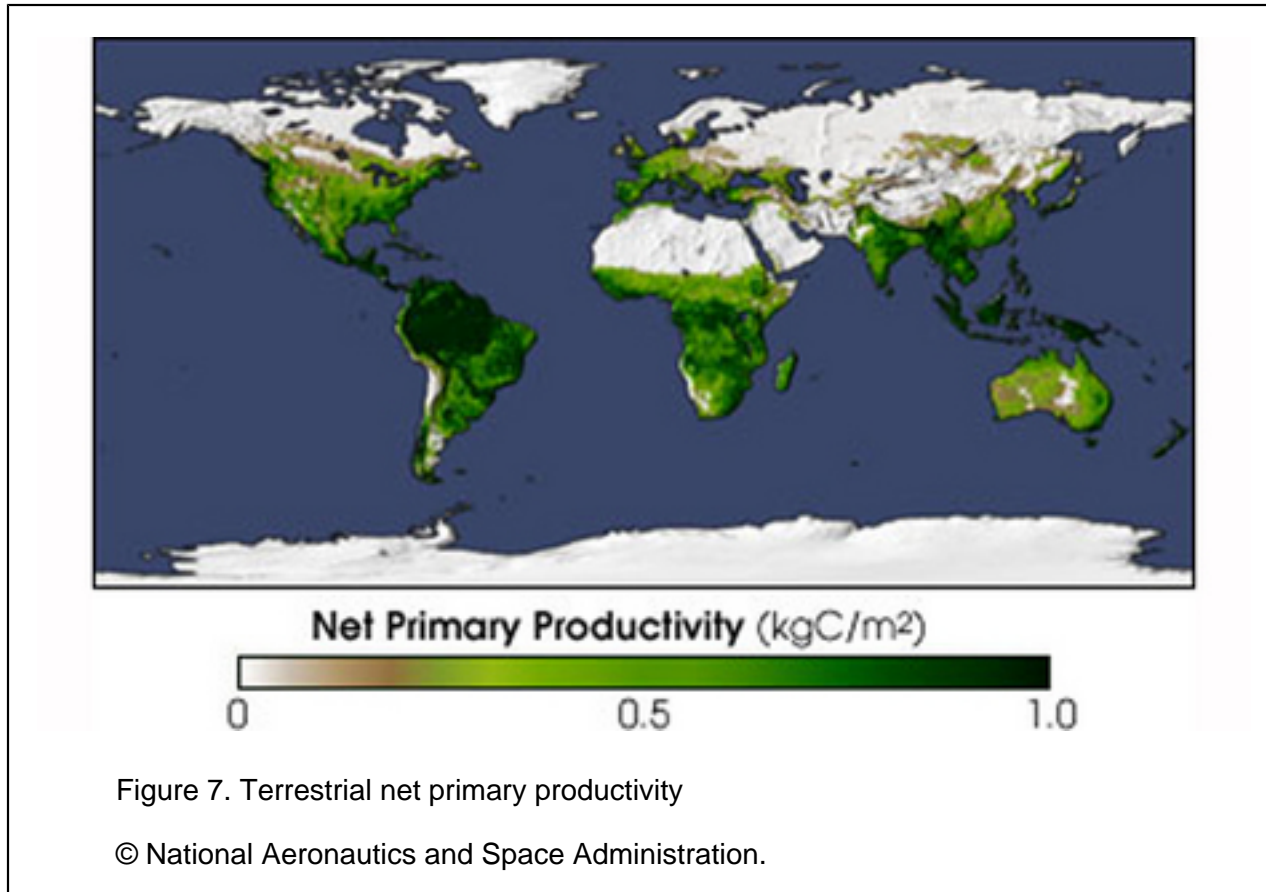 Net Primary Productivity (kgC/m²)
0 0.5 1.0
Figure 7. Terrestrial net primary productivity
© National Aeronautics and Space Administration.